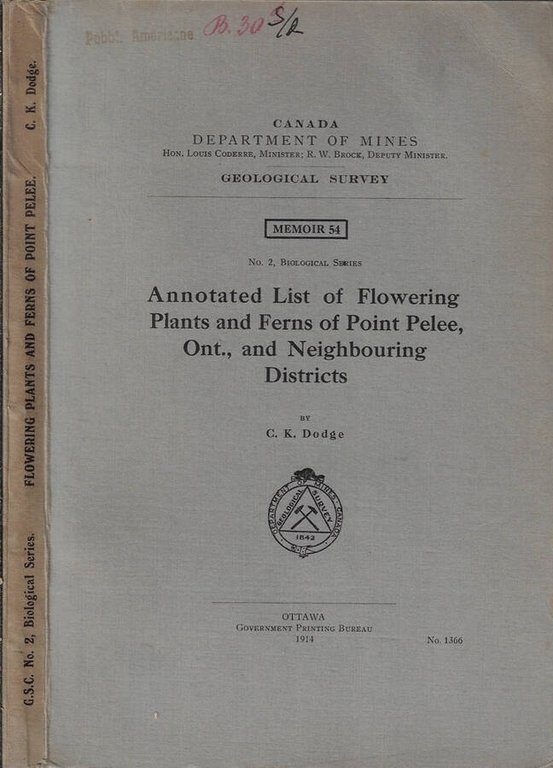 Pubbl. Americane
B. 30 S/2
CANADA
DEPARTMENT OF MINES
HON. LOUIS CODERRE, MINISTER; R. W. BROCK, DEPUTY MINISTER.
GEOLOGICAL SURVEY
MEMOIR 54
NO. 2, BIOLOGICAL SERIES
Annotated List of Flowering
Plants and Ferns of Point Pelee,
Ont., and Neighbouring
Districts
BY
C. K. Dodge
DEPARTMENT OF MINES, CANADA
GEOLOGICAL SURVEY
1842
OTTAWA
GOVERNMENT PRINTING BUREAU
1914
No. 1366
G.S.C. No. 2, Biological Series. FLOWERING PLANTS AND FERNS OF POINT PELEE. C. K. Dodge.